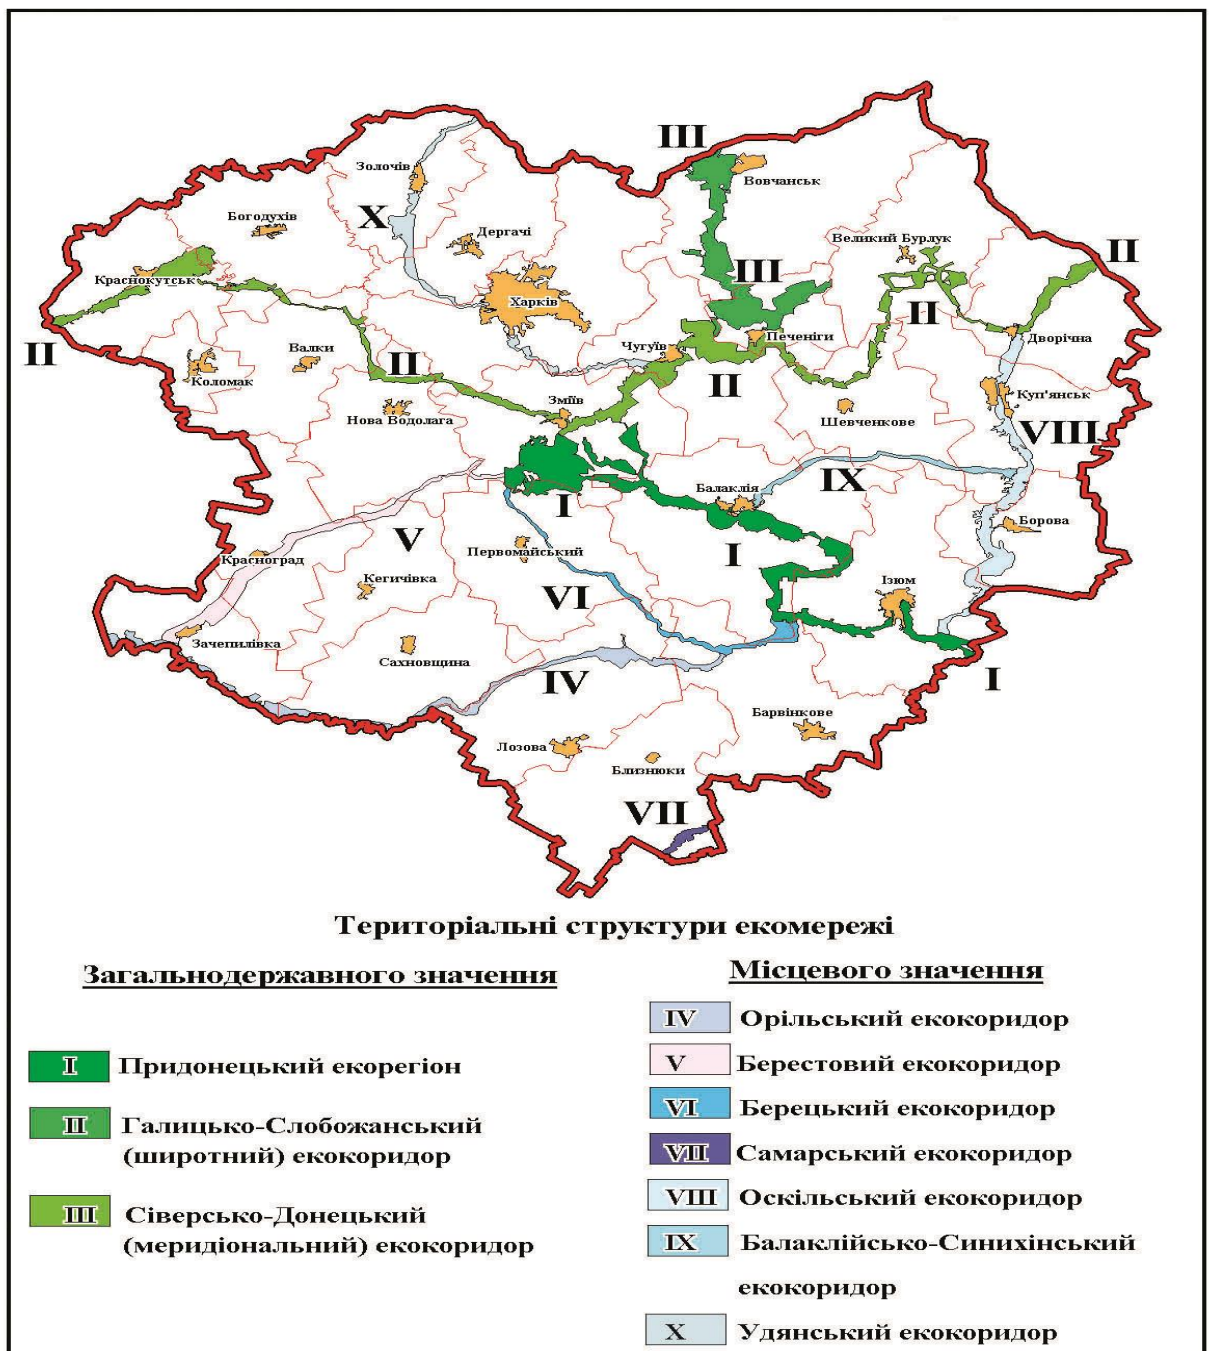 III
Золочів
Вовчанськ
X
Богодухів
Дергачі
Великий Бурлук
II
III
Краснокутськ
Харків
II
Печеніги
Дворічна
Чугуїв
II
Валки
II
II
Коломак
Зміїв
Куп'янськ
Нова Водолага
Шевченкове
VIII
IX
Балаклія
I
Борова
V
Первомайський
I
Красноград
Кегичівка
VI
Ізюм
Зачепилівка
Сахновщина
I
IV
Барвінкове
Лозова
Близнюки
VII
Територіальні структури екомережі
Загальнодержавного значення
I Придонецький екорегіон
II Галицько-Слобожанський
(широтний) екокоридор
III Сіверсько-Донецький
(меридіональний) екокоридор
Місцевого значення
IV Орільський екокоридор
V Берестовий екокоридор
VI Берецький екокоридор
VII Самарський екокоридор
VIII Оскільський екокоридор
IX Балаклійсько-Синихінський
екокоридор
X Удянський екокоридор